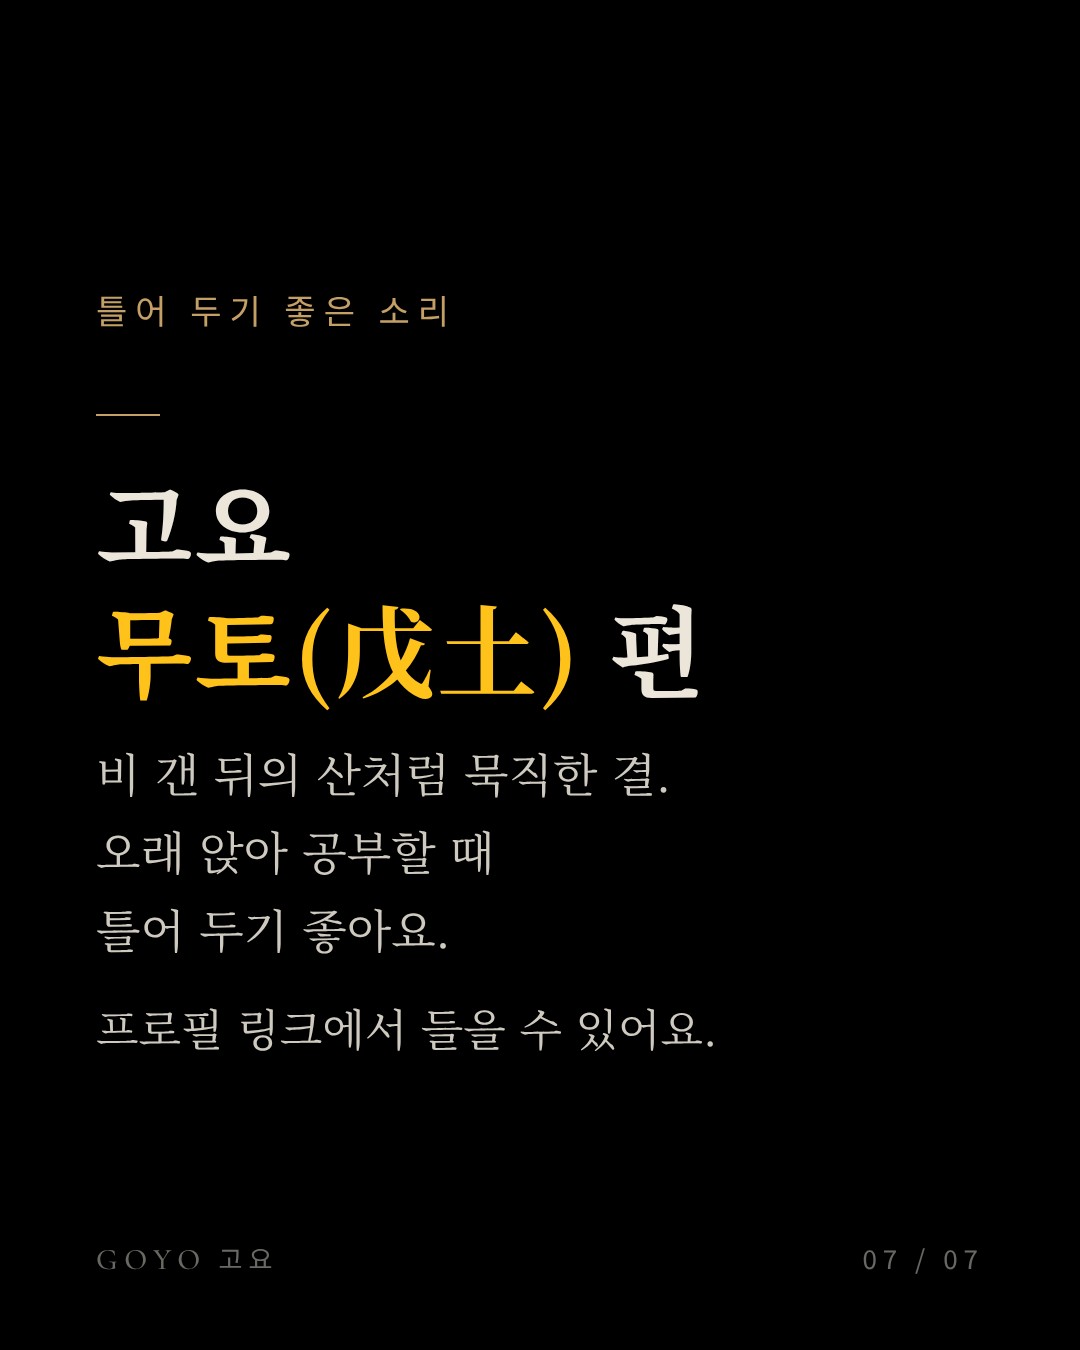 틀어 두기 좋은 소리
고요
무토(戊土) 편
비 갠 뒤의 산처럼 묵직한 결.
오래 앉아 공부할 때
틀어 두기 좋아요.
프로필 링크에서 들을 수 있어요.
GOYO 고요
07 / 07